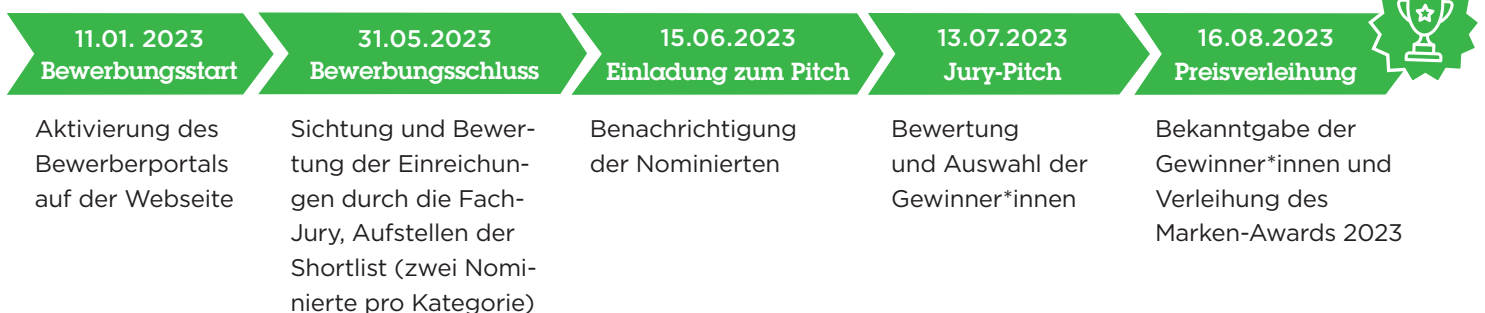 11.01. 2023
Bewerbungsstart
Aktivierung des
Bewerberportals
auf der Webseite
31.05.2023
Bewerbungsschluss
Sichtung und Bewer-
tung der Einreichun-
gen durch die Fach-
Jury, Aufstellen der
Shortlist (zwei Nomi-
nierte pro Kategorie)
15.06.2023
Einladung zum Pitch
Benachrichtigung
der Nominierten
13.07.2023
Jury-Pitch
Bewertung
und Auswahl der
Gewinner*innen
16.08.2023
Preisverleihung
Bekanntgabe der
Gewinner*innen und
Verleihung des
Marken-Awards 2023